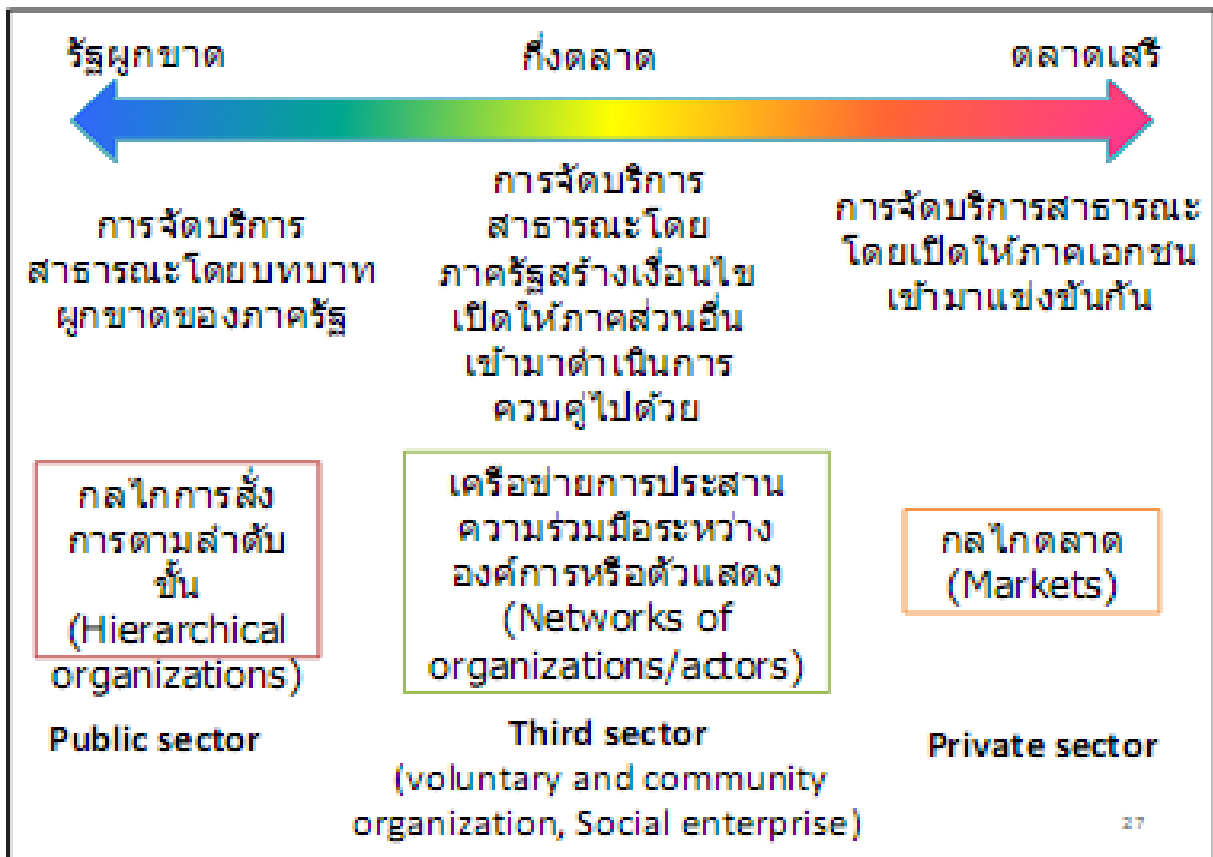 รัฐผูกขาด
กึ่งตลาด
ตลาดเสรี
การจัดบริการ
สาธารณะโดยบทบาท
ผูกขาดของภาครัฐ
การจัดบริการ
สาธารณะโดย
ภาครัฐสร้างเงื่อนไข
เปิดให้ภาคส่วนอื่น
เข้ามาดำเนินการ
ควบคู่ไปด้วย
การจัดบริการสาธารณะ
โดยเปิดให้ภาคเอกชน
เข้ามาแข่งขันกัน
กลไกการสั่ง
การตามลำดับ
ขั้น
(Hierarchical
organizations)
เครือข่ายการประสาน
ความร่วมมือระหว่าง
องค์การหรือตัวแสดง
(Networks of
organizations/actors)
กลไกตลาด
(Markets)
Public sector
Third sector
(voluntary and community
organization, Social enterprise)
Private sector
27